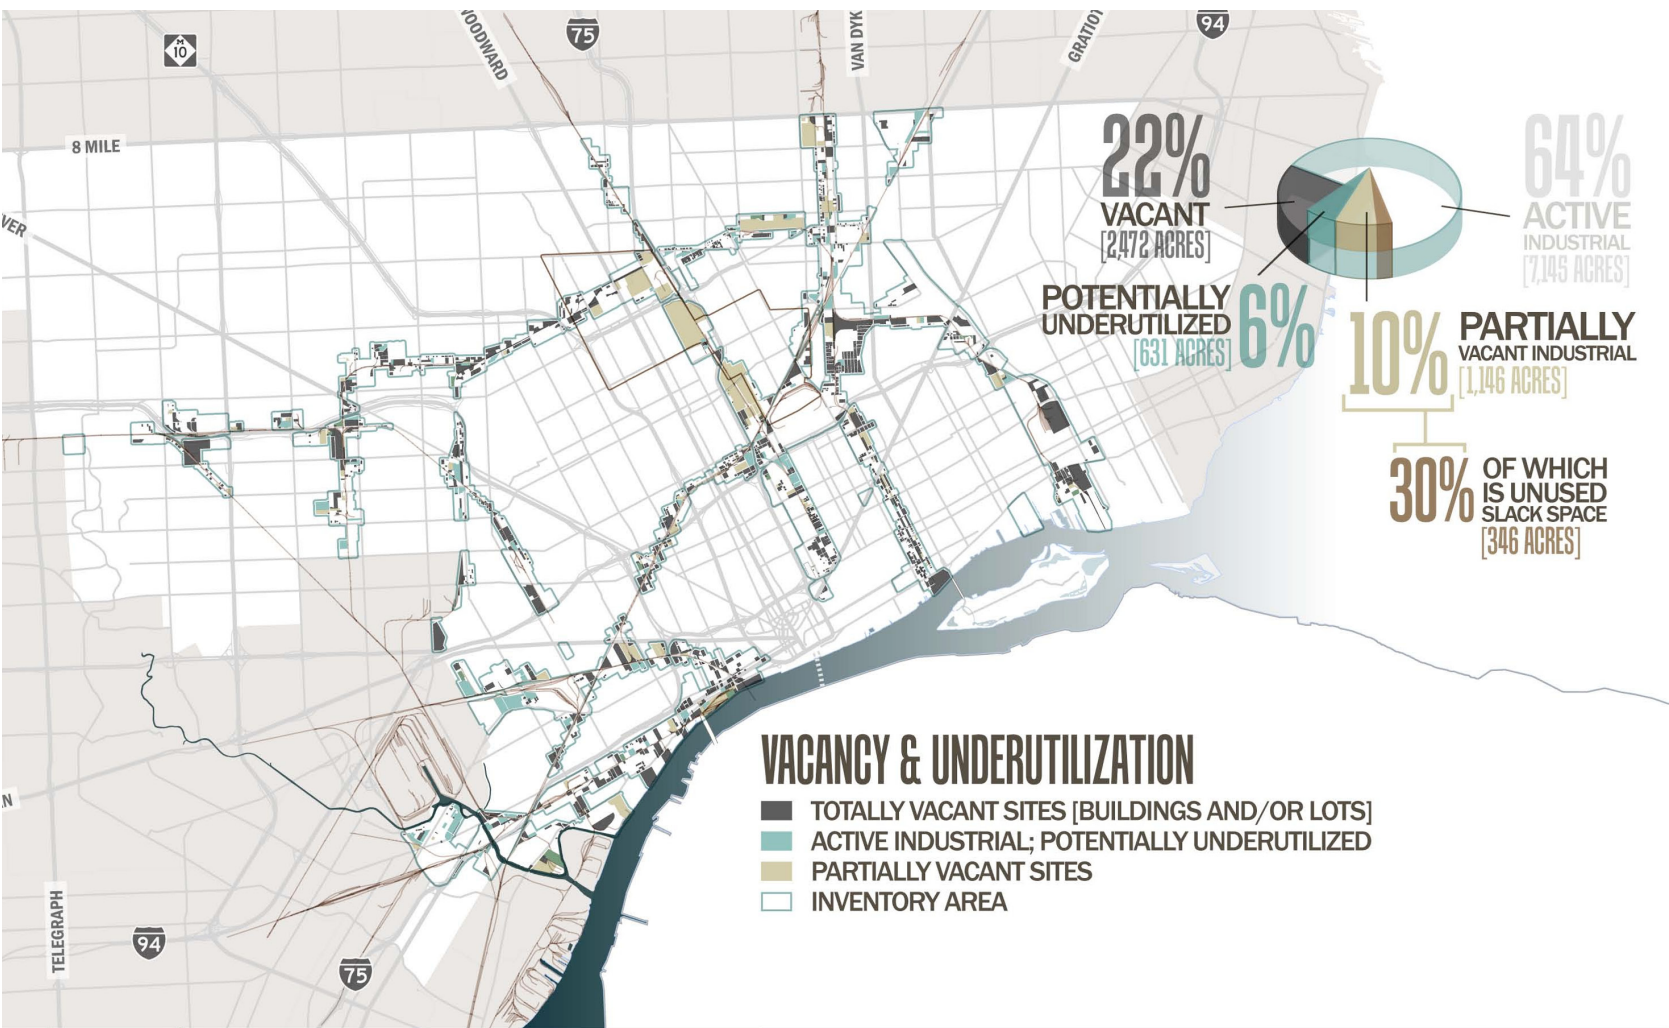 M
10
WOODWARD
75
VAN DYK
GRATIOT
94
8 MILE
VER
22%
VACANT
[2,472 ACRES]
64%
ACTIVE
INDUSTRIAL
[7,145 ACRES]
POTENTIALLY
UNDERUTILIZED
[631 ACRES]
6%
10%
PARTIALLY
VACANT INDUSTRIAL
[1,146 ACRES]
30%
OF WHICH
IS UNUSED
SLACK SPACE
[346 ACRES]
VACANCY & UNDERUTILIZATION
TOTALLY VACANT SITES [BUILDINGS AND/OR LOTS]
ACTIVE INDUSTRIAL; POTENTIALLY UNDERUTILIZED
PARTIALLY VACANT SITES
INVENTORY AREA
N
TELEGRAPH
94
75